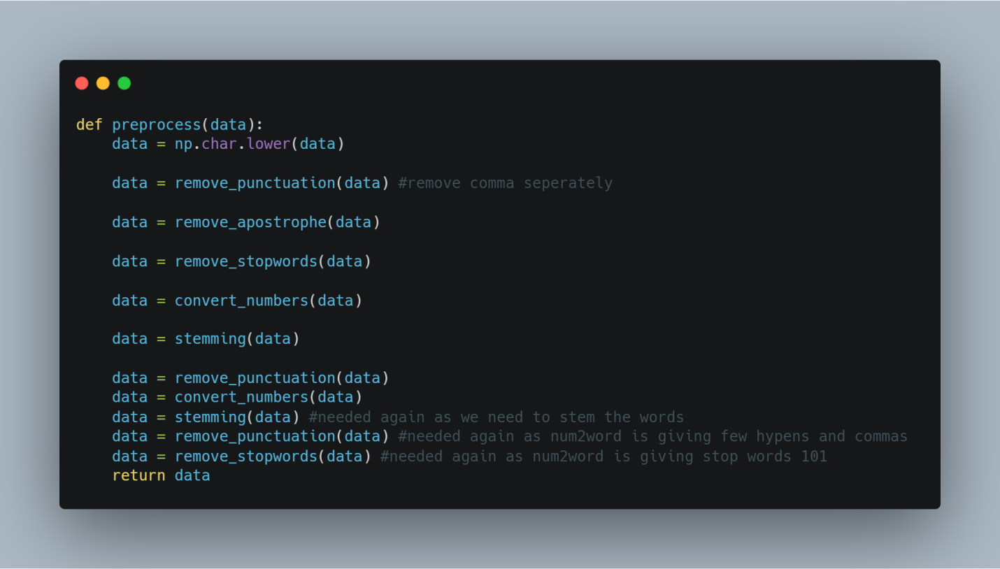 def preprocess(data):
    data = np.char.lower(data)
    data = remove_punctuation(data) #remove comma seperately
    data = remove_apostrophe(data)
    data = remove_stopwords(data)
    data = convert_numbers(data)
    data = stemming(data)
    data = remove_punctuation(data)
    data = convert_numbers(data)
    data = stemming(data) #needed again as we need to stem the words
    data = remove_punctuation(data) #needed again as num2word is giving few hypens and commas
    data = remove_stopwords(data) #needed again as num2word is giving stop words 101
    return data